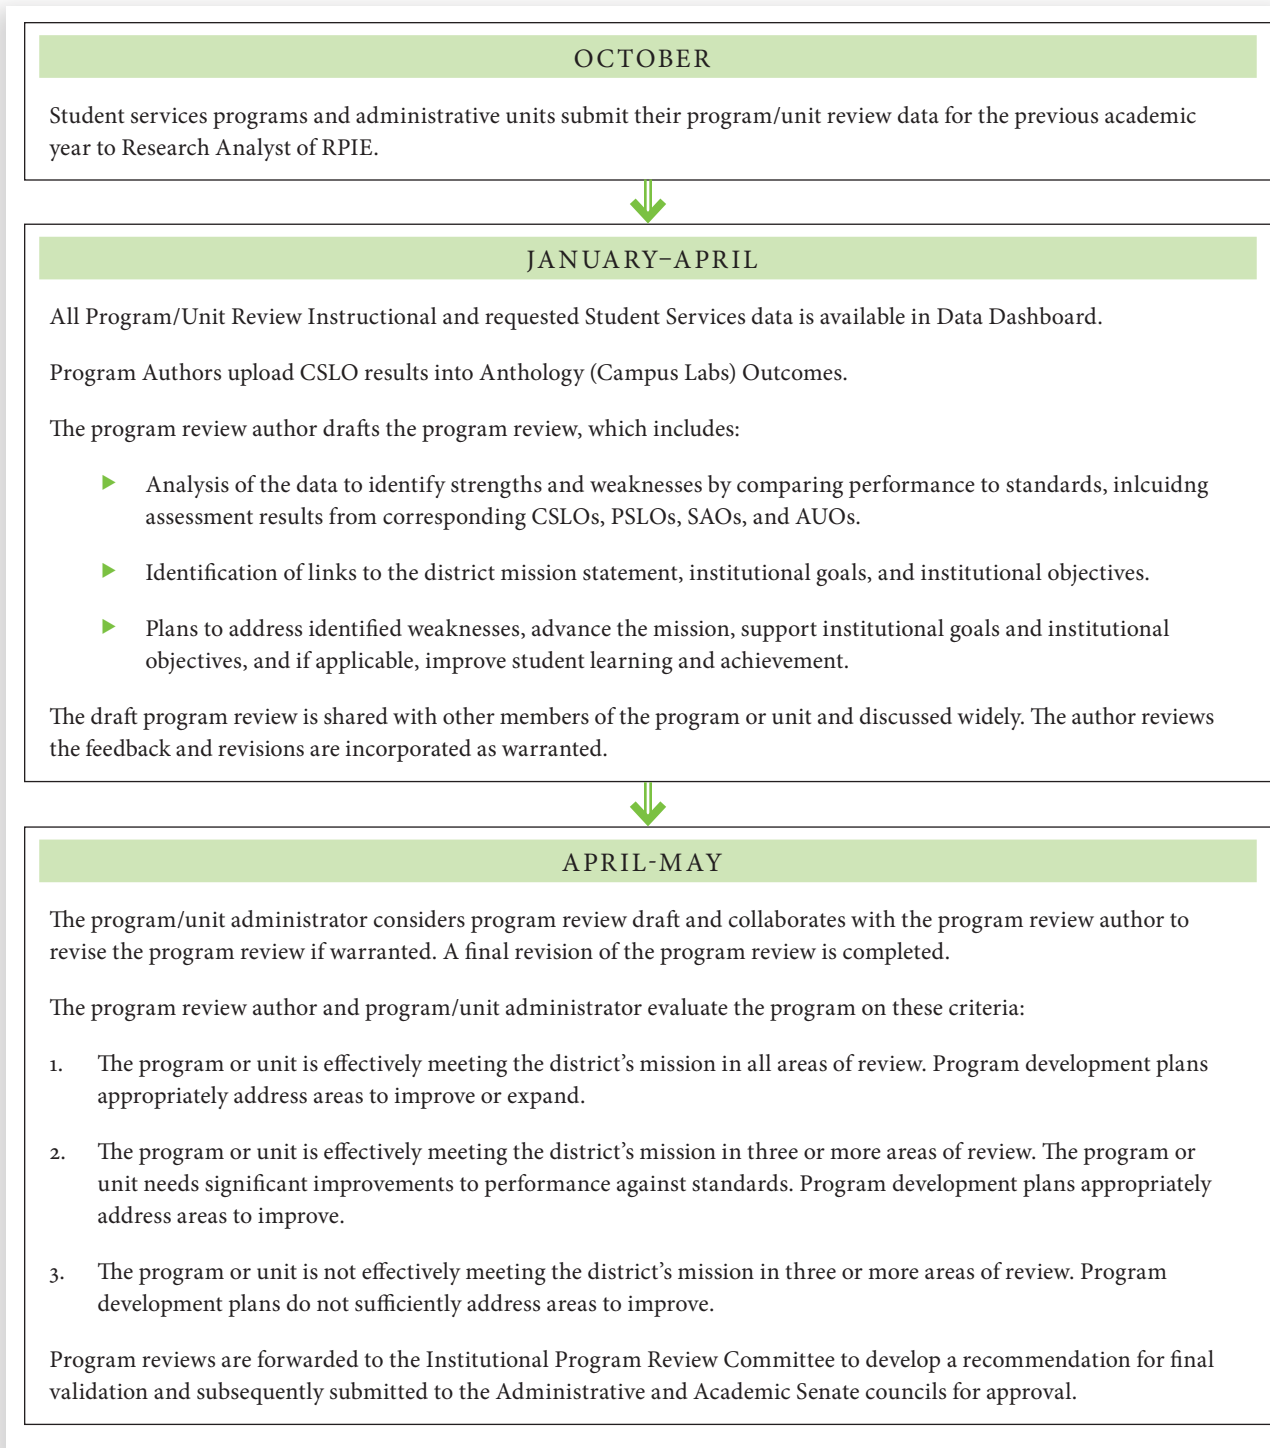 OCTOBER
Student services programs and administrative units submit their program/unit review data for the previous academic
year to Research Analyst of RPIE.
JANUARY–APRIL
All Program/Unit Review Instructional and requested Student Services data is available in Data Dashboard.
Program Authors upload CSLO results into Anthology (Campus Labs) Outcomes.
The program review author drafts the program review, which includes:
Analysis of the data to identify strengths and weaknesses by comparing performance to standards, inlcuidng
assessment results from corresponding CSLOs, PSLOs, SAOs, and AUOs.
Identification of links to the district mission statement, institutional goals, and institutional objectives.
Plans to address identified weaknesses, advance the mission, support institutional goals and institutional
objectives, and if applicable, improve student learning and achievement.
The draft program review is shared with other members of the program or unit and discussed widely. The author reviews
the feedback and revisions are incorporated as warranted.
APRIL-MAY
The program/unit administrator considers program review draft and collaborates with the program review author to
revise the program review if warranted. A final revision of the program review is completed.
The program review author and program/unit administrator evaluate the program on these criteria:
1. The program or unit is effectively meeting the district’s mission in all areas of review. Program development plans
appropriately address areas to improve or expand.
2. The program or unit is effectively meeting the district’s mission in three or more areas of review. The program or
unit needs significant improvements to performance against standards. Program development plans appropriately
address areas to improve.
3. The program or unit is not effectively meeting the district’s mission in three or more areas of review. Program
development plans do not sufficiently address areas to improve.
Program reviews are forwarded to the Institutional Program Review Committee to develop a recommendation for final
validation and subsequently submitted to the Administrative and Academic Senate councils for approval.